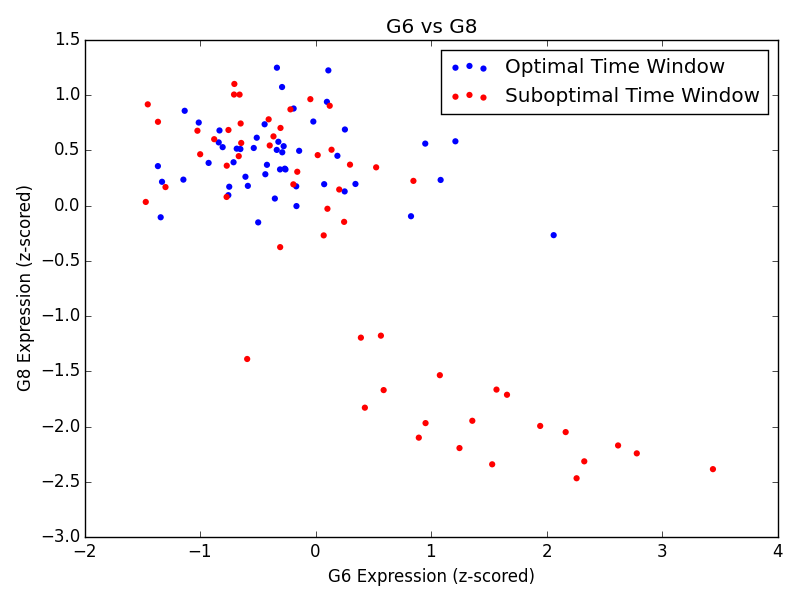 G6 vs G8
1.5
1.0
0.5
0.0
−0.5
−1.0
−1.5
−2.0
−2.5
−3.0
G8 Expression (z-scored)
Optimal Time Window
Suboptimal Time Window
−2 −1 0 1 2 3 4
G6 Expression (z-scored)